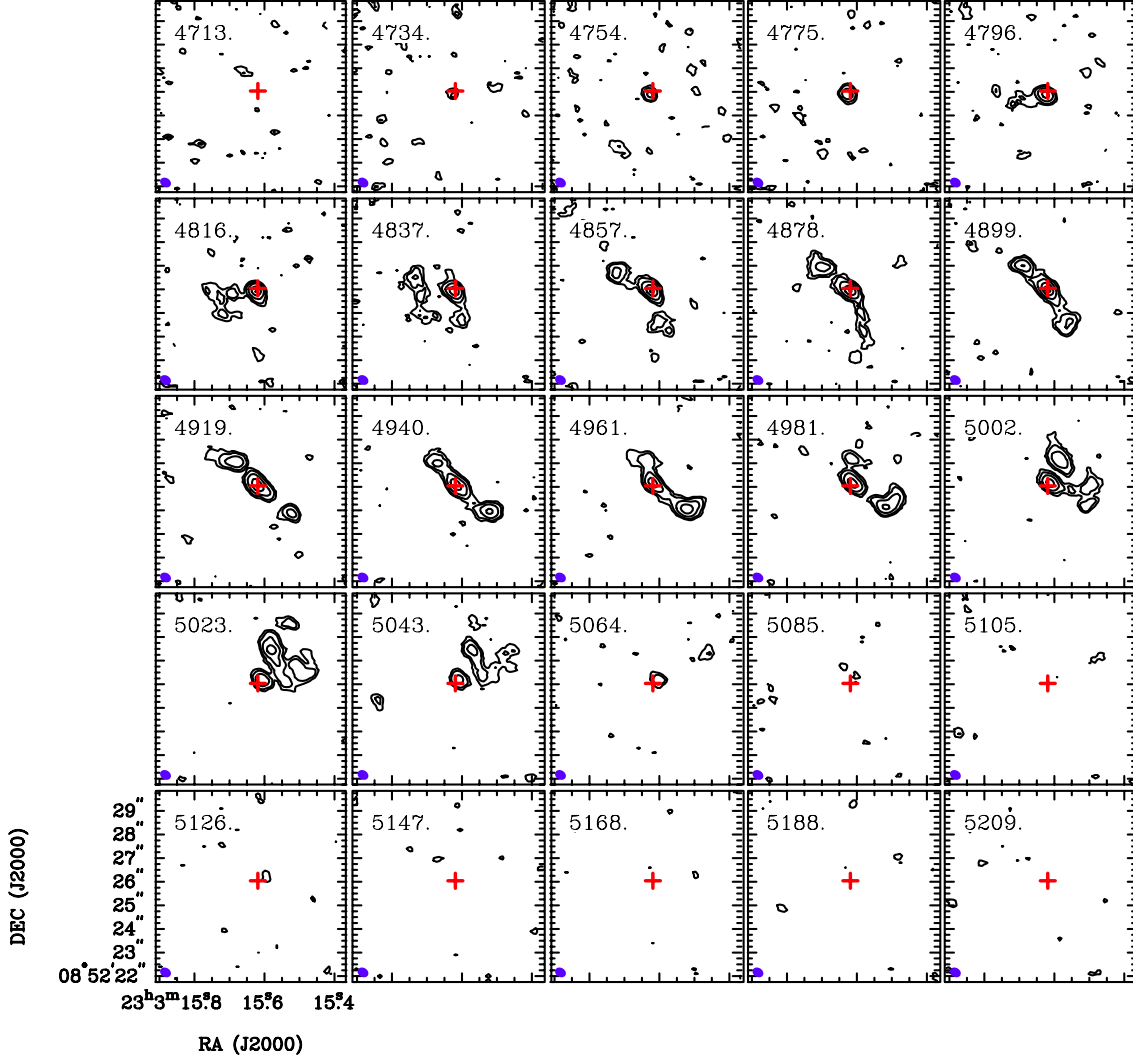 4713. 4734. 4754. 4775. 4796.
4816. 4837. 4857. 4878. 4899.
4919. 4940. 4961. 4981. 5002.
5023. 5043. 5064. 5085. 5105.
5126. 5147. 5168. 5188. 5209.
29"
28"
27"
26"
25"
24"
23"
08°52'22"
DEC (J2000)
23h3m15.s8 15.s6 15.s4
RA (J2000)